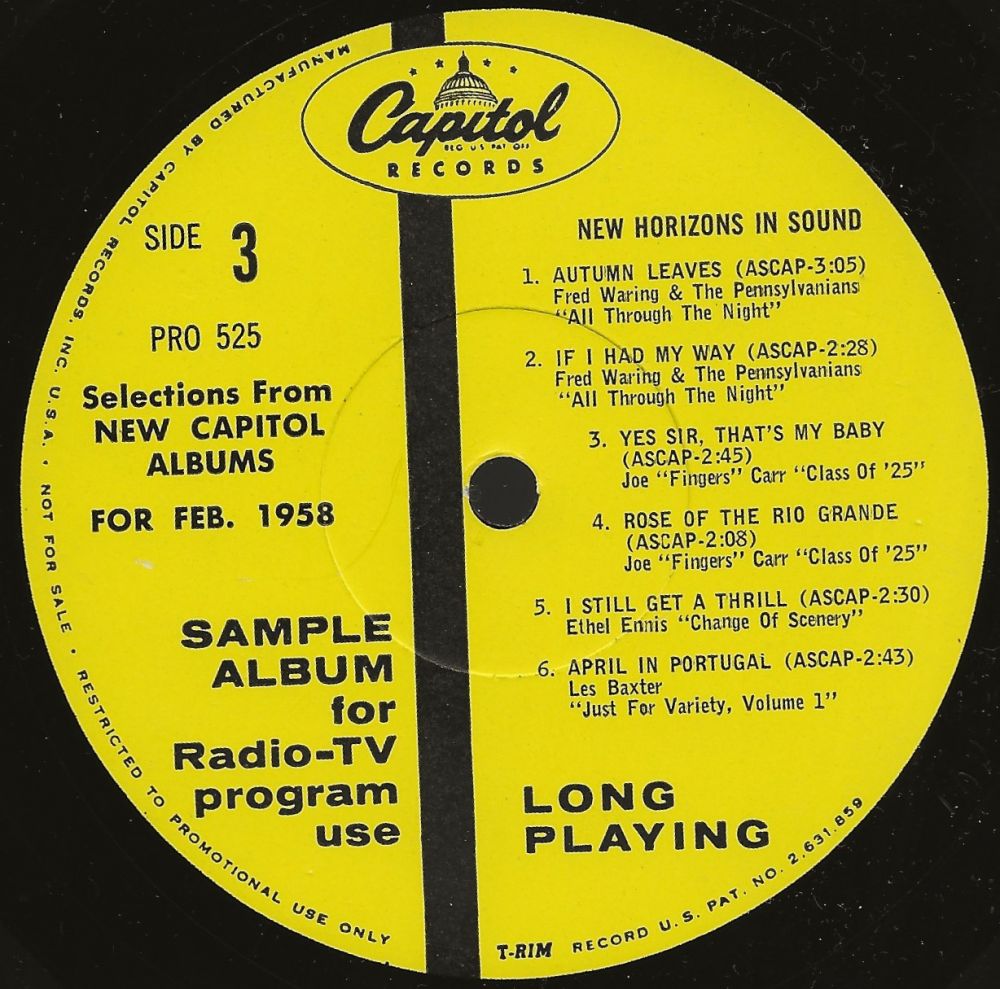 Capitol
REG U S PAT OFF
RECORDS
SIDE 3
PRO 525
Selections From
NEW CAPITOL
ALBUMS
FOR FEB. 1958
SAMPLE
ALBUM
for
Radio-TV
program
use
NEW HORIZONS IN SOUND
1. AUTUMN LEAVES (ASCAP-3:05)
Fred Waring & The Pennsylvanians
"All Through The Night"
2. IF I HAD MY WAY (ASCAP-2:28)
Fred Waring & The Pennsylvanians
"All Through The Night"
3. YES SIR, THAT'S MY BABY
(ASCAP-2:45)
Joe "Fingers" Carr "Class Of '25"
4. ROSE OF THE RIO GRANDE
(ASCAP-2:08)
Joe "Fingers" Carr "Class Of '25"
5. I STILL GET A THRILL (ASCAP-2:30)
Ethel Ennis "Change Of Scenery"
6. APRIL IN PORTUGAL (ASCAP-2:43)
Les Baxter
"Just For Variety, Volume 1"
LONG
PLAYING
MANUFACTURED BY CAPITOL RECORDS, INC. U.S.A. • NOT FOR SALE • RESTRICTED TO PROMOTIONAL USE ONLY
T-RIM RECORD U.S. PAT. NO. 2,631,859